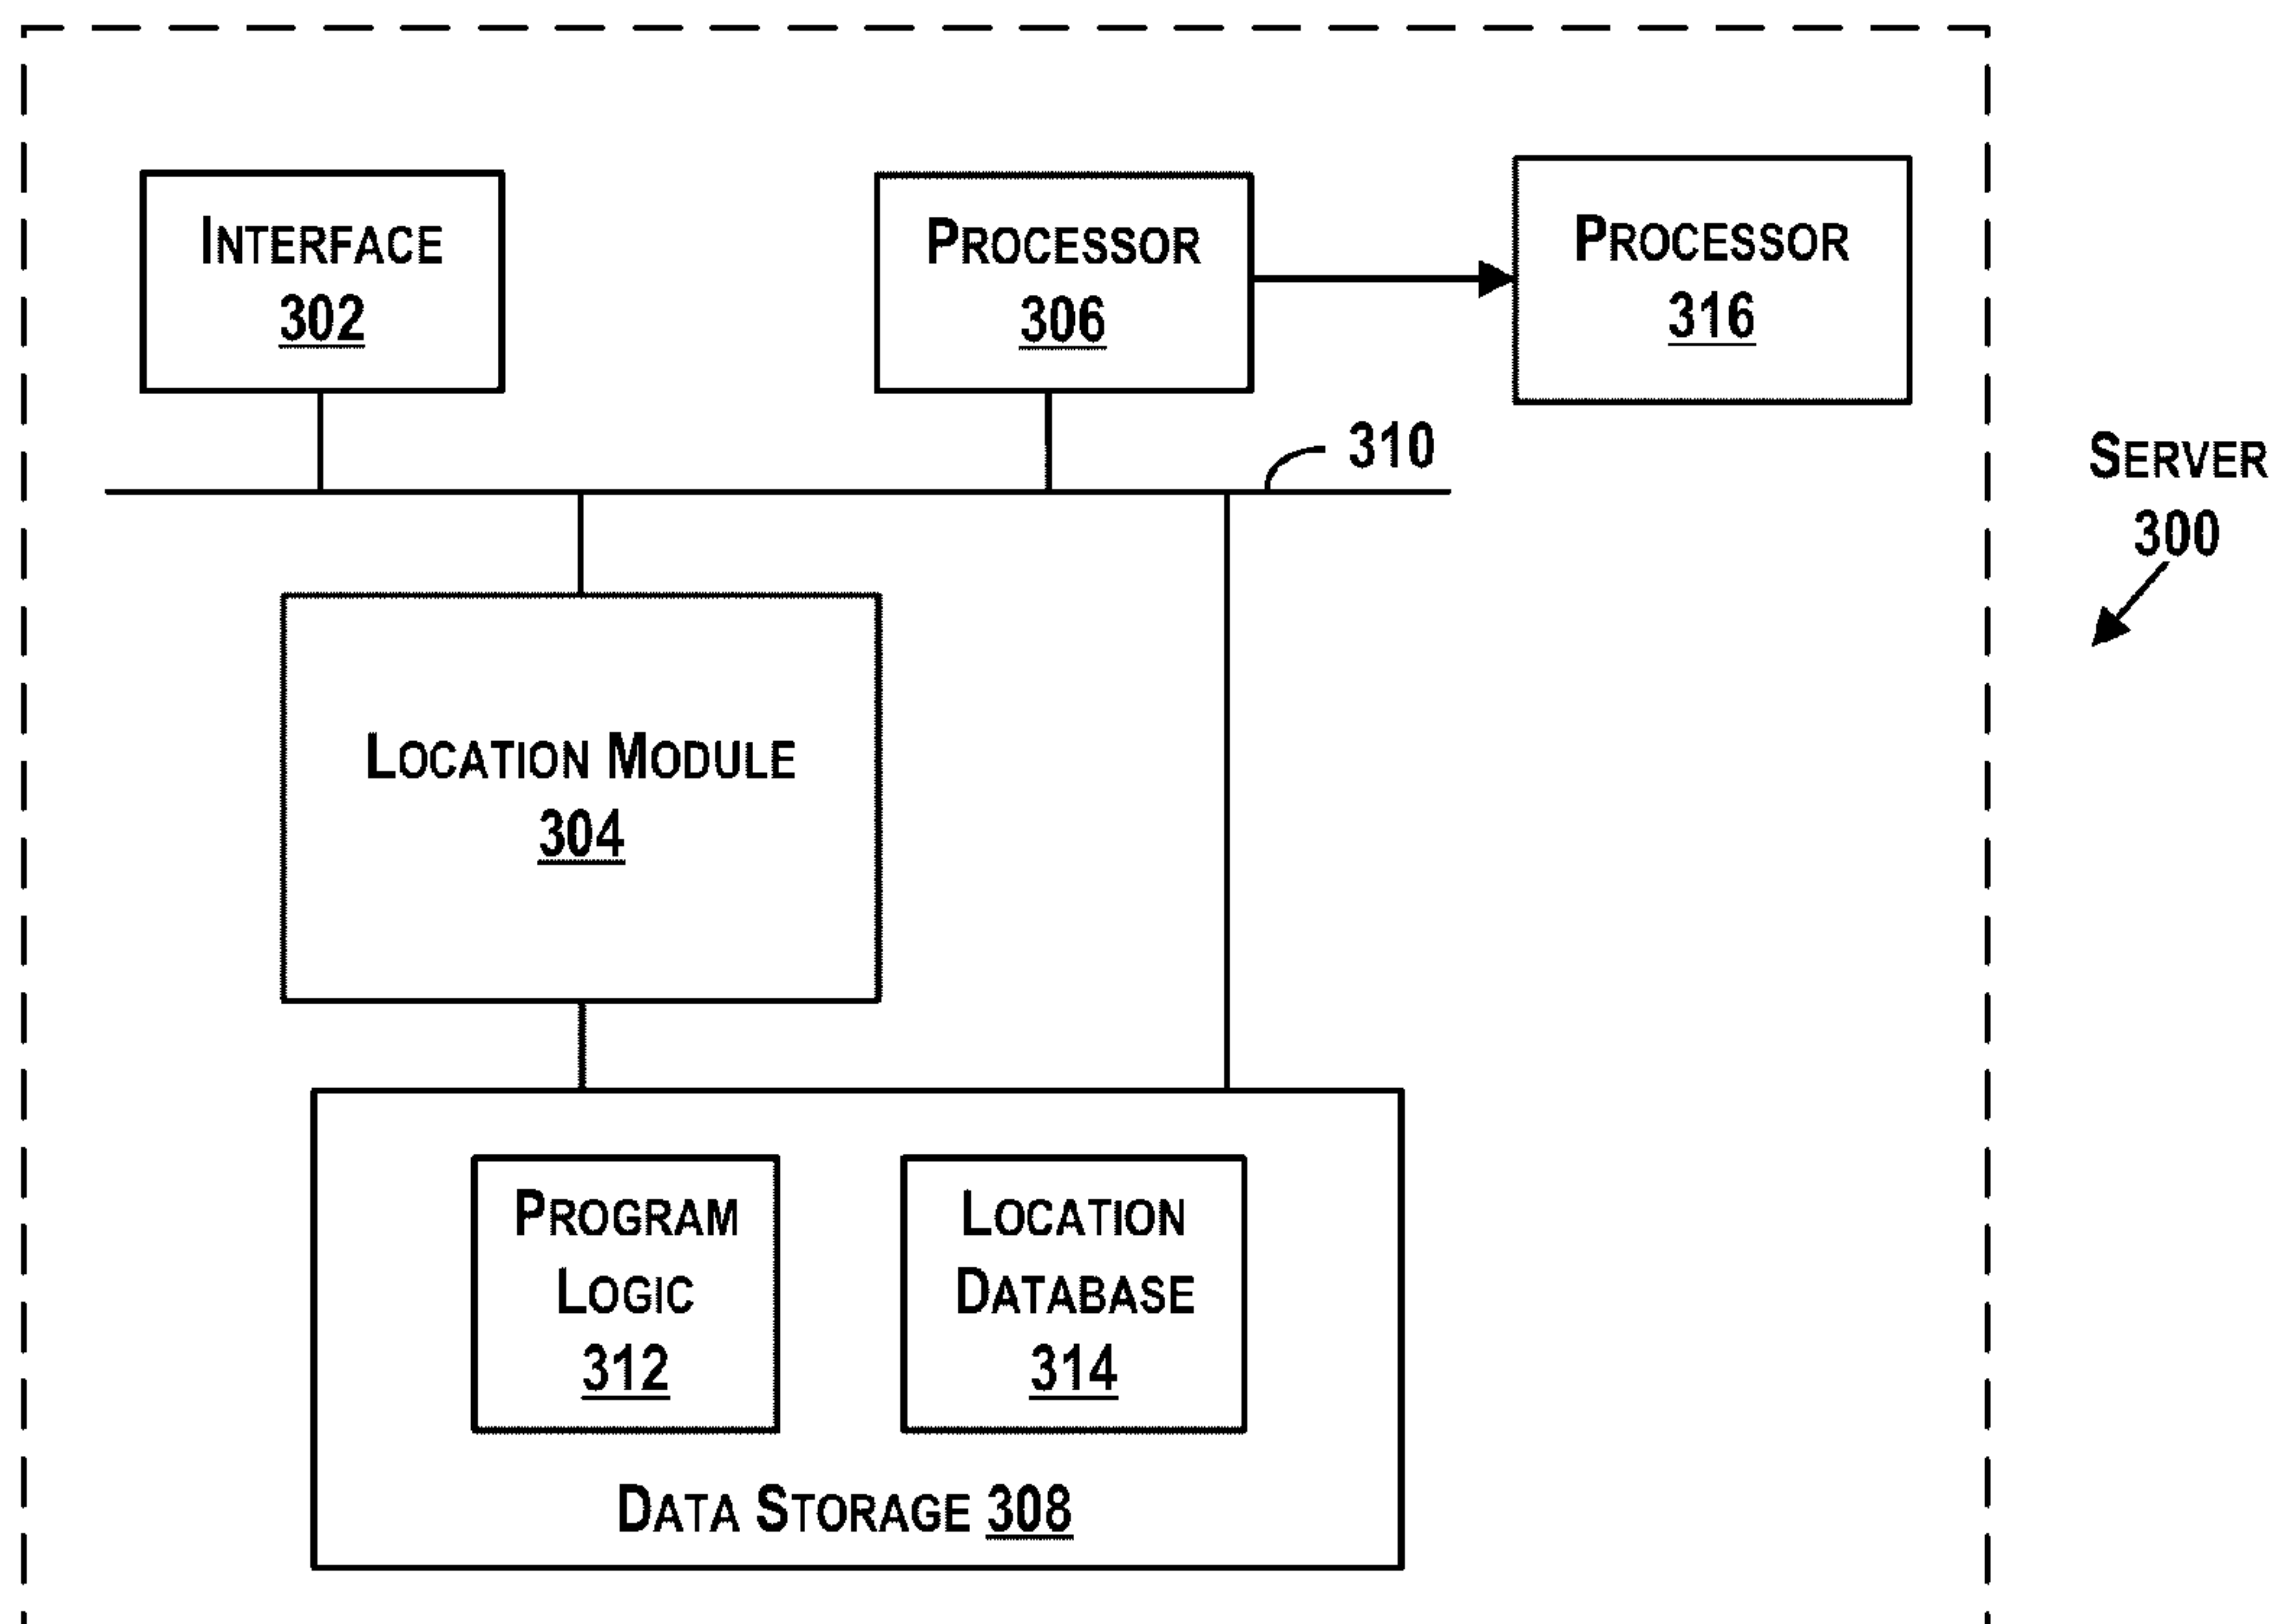 INTERFACE
302
PROCESSOR
306
PROCESSOR
316
310
SERVER
300
LOCATION MODULE
304
PROGRAM
LOGIC
312
LOCATION
DATABASE
314
DATA STORAGE 308